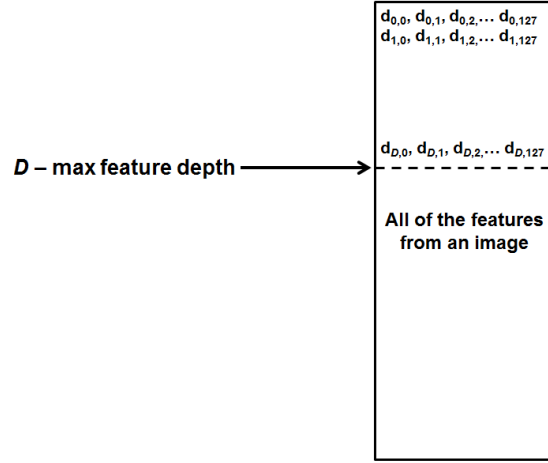 d0,0, d0,1, d0,2,... d0,127
d1,0, d1,1, d1,2,... d1,127
dD,0, dD,1, dD,2,... dD,127
D – max feature depth
All of the features
from an image